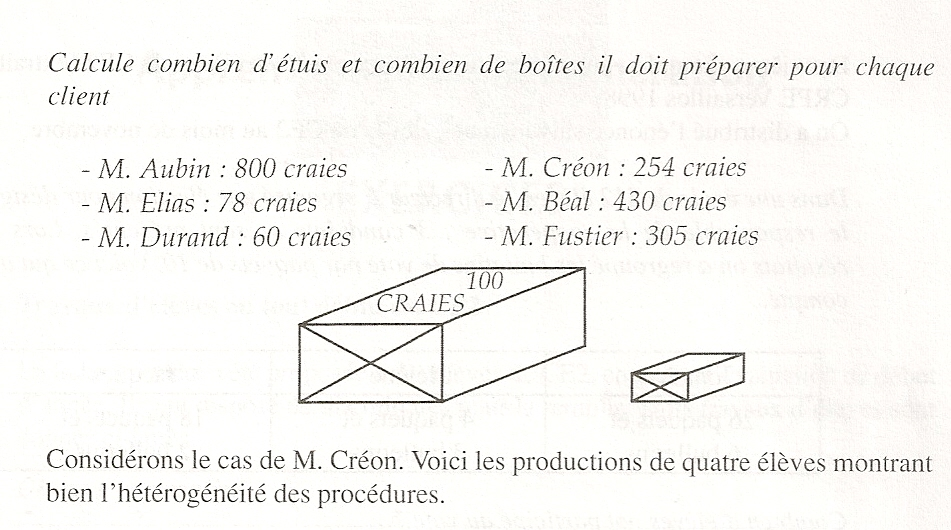 Calcule combien d'étuis et combien de boîtes il doit préparer pour chaque
client
- M. Aubin : 800 craies - M. Créon : 254 craies
- M. Elias : 78 craies - M. Béal : 430 craies
- M. Durand : 60 craies - M. Fustier : 305 craies
100
CRAIES
Considérons le cas de M. Créon. Voici les productions de quatre élèves montrant
bien l'hétérogénéité des procédures.